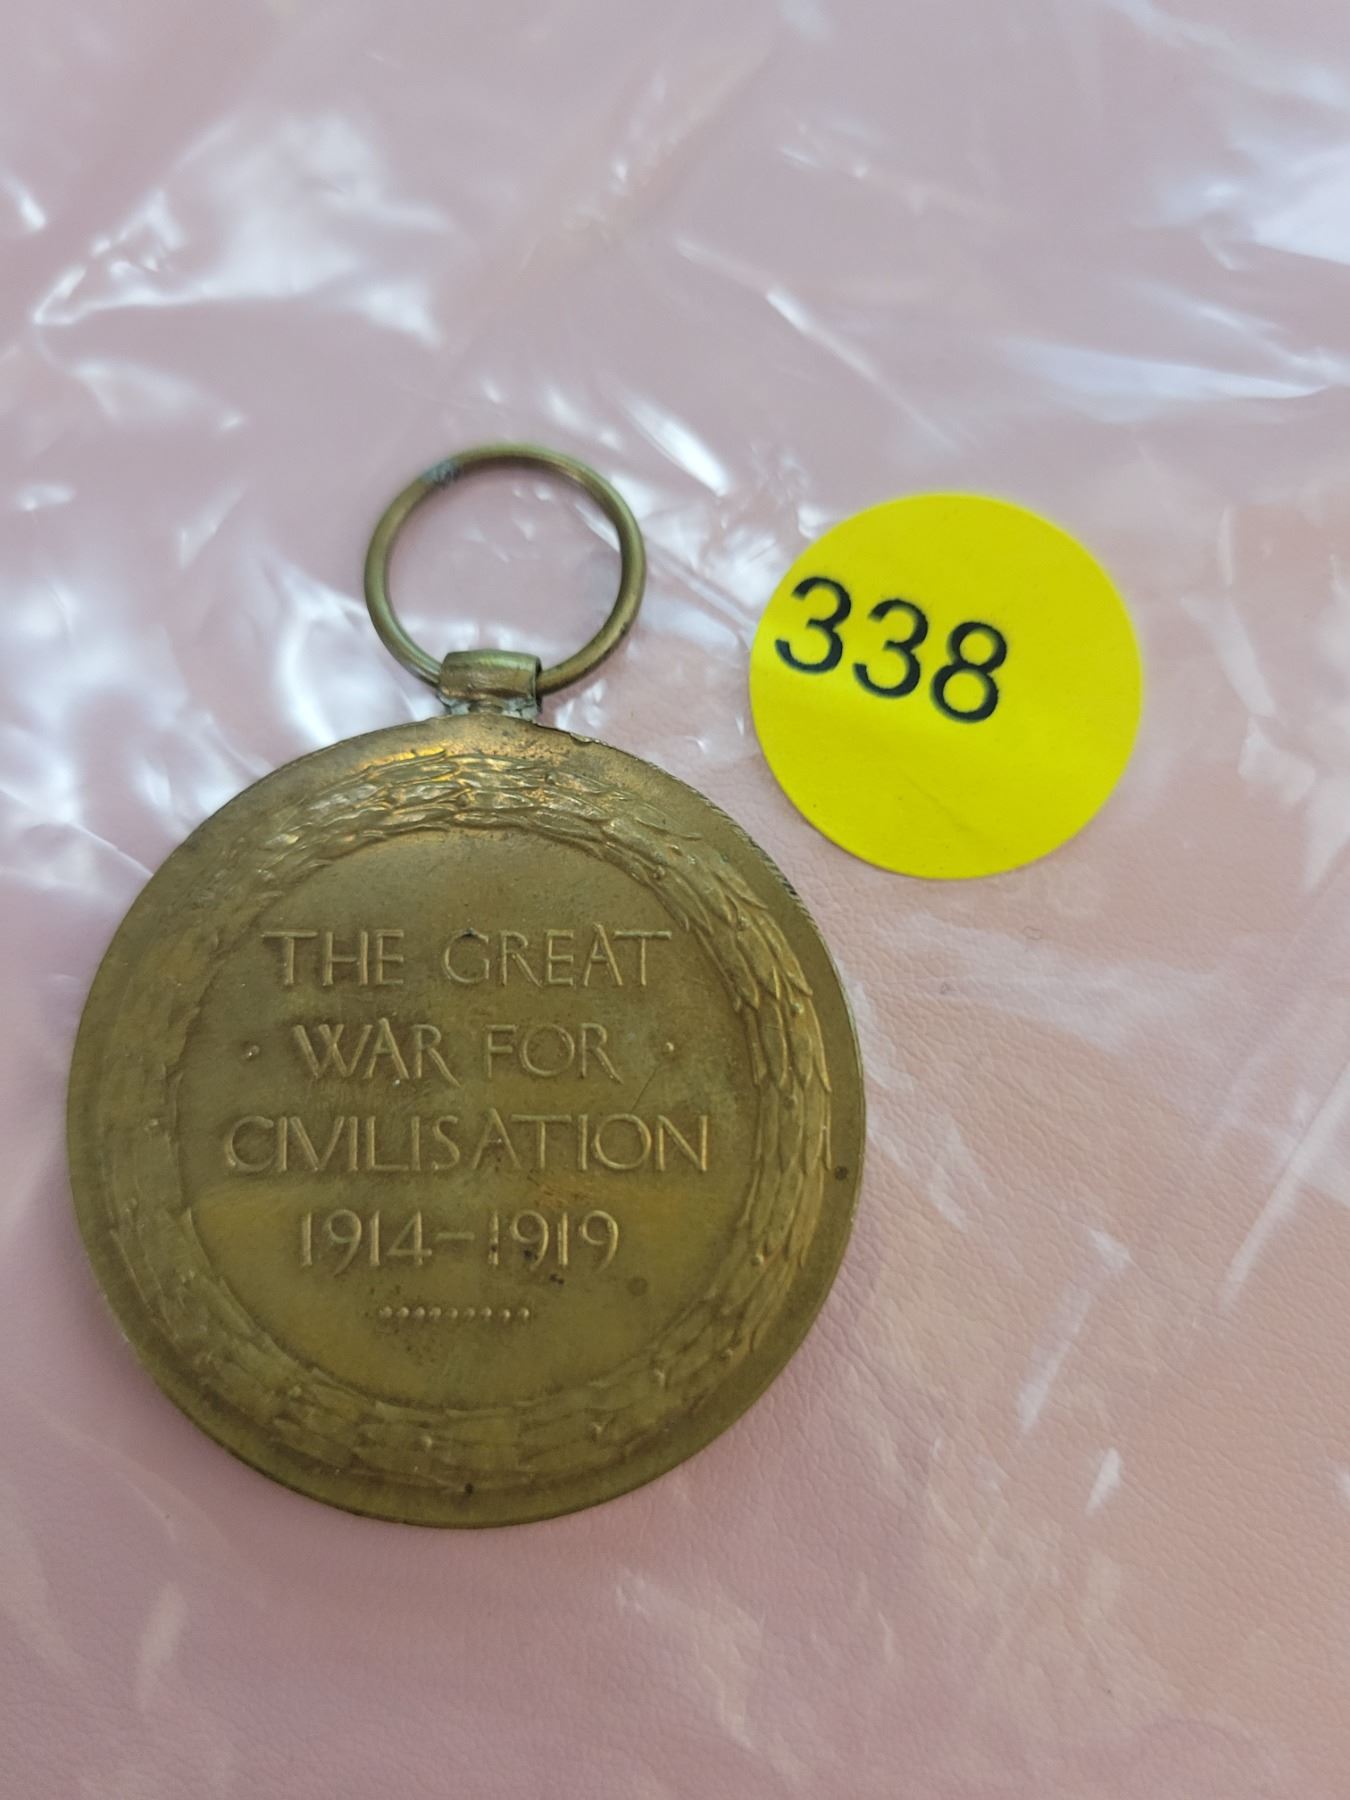 338
THE GREAT
· WAR FOR ·
CIVILISATION
1914-1919